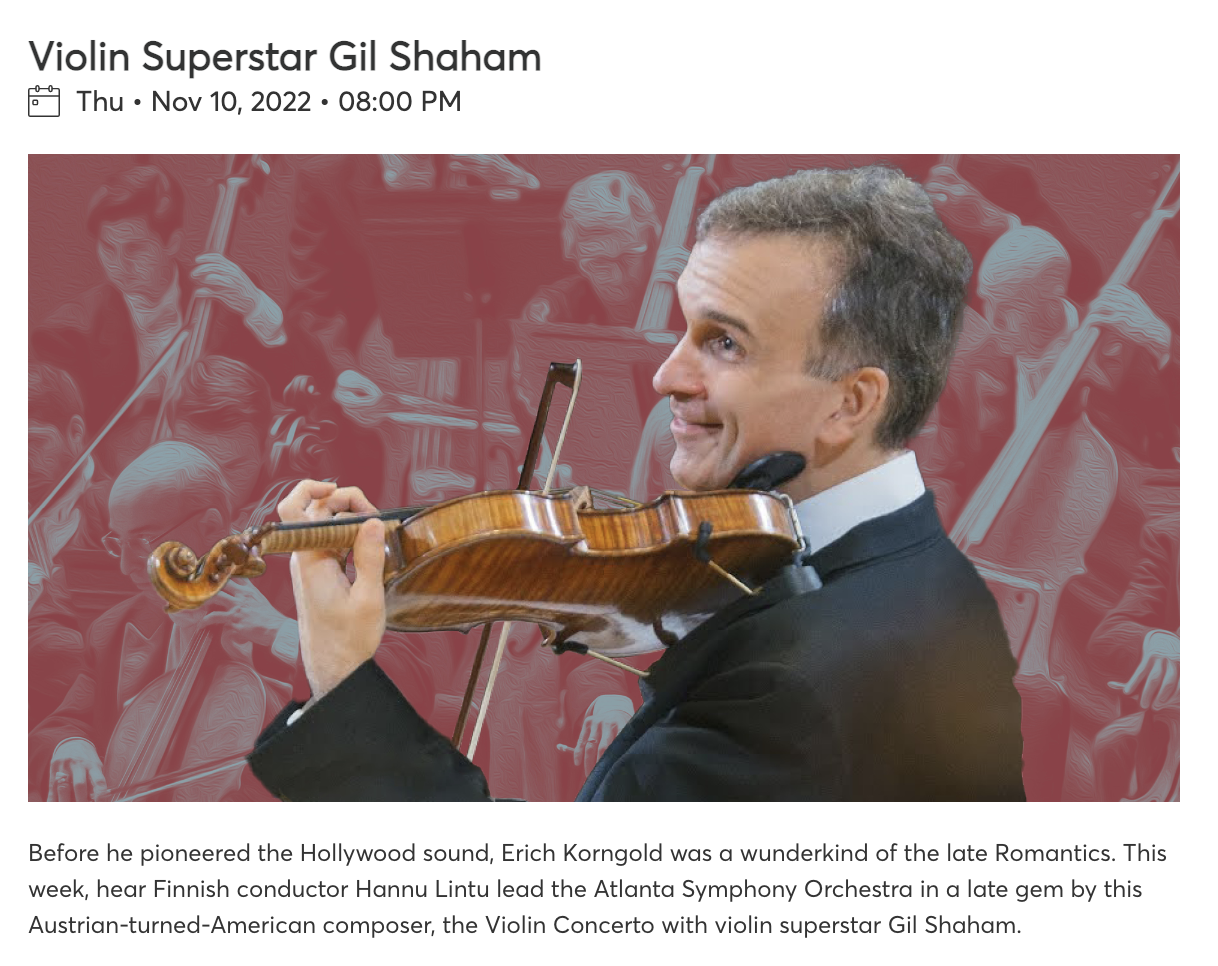 Violin Superstar Gil Shaham
Thu • Nov 10, 2022 • 08:00 PM
Before he pioneered the Hollywood sound, Erich Korngold was a wunderkind of the late Romantics. This
week, hear Finnish conductor Hannu Lintu lead the Atlanta Symphony Orchestra in a late gem by this
Austrian-turned-American composer, the Violin Concerto with violin superstar Gil Shaham.